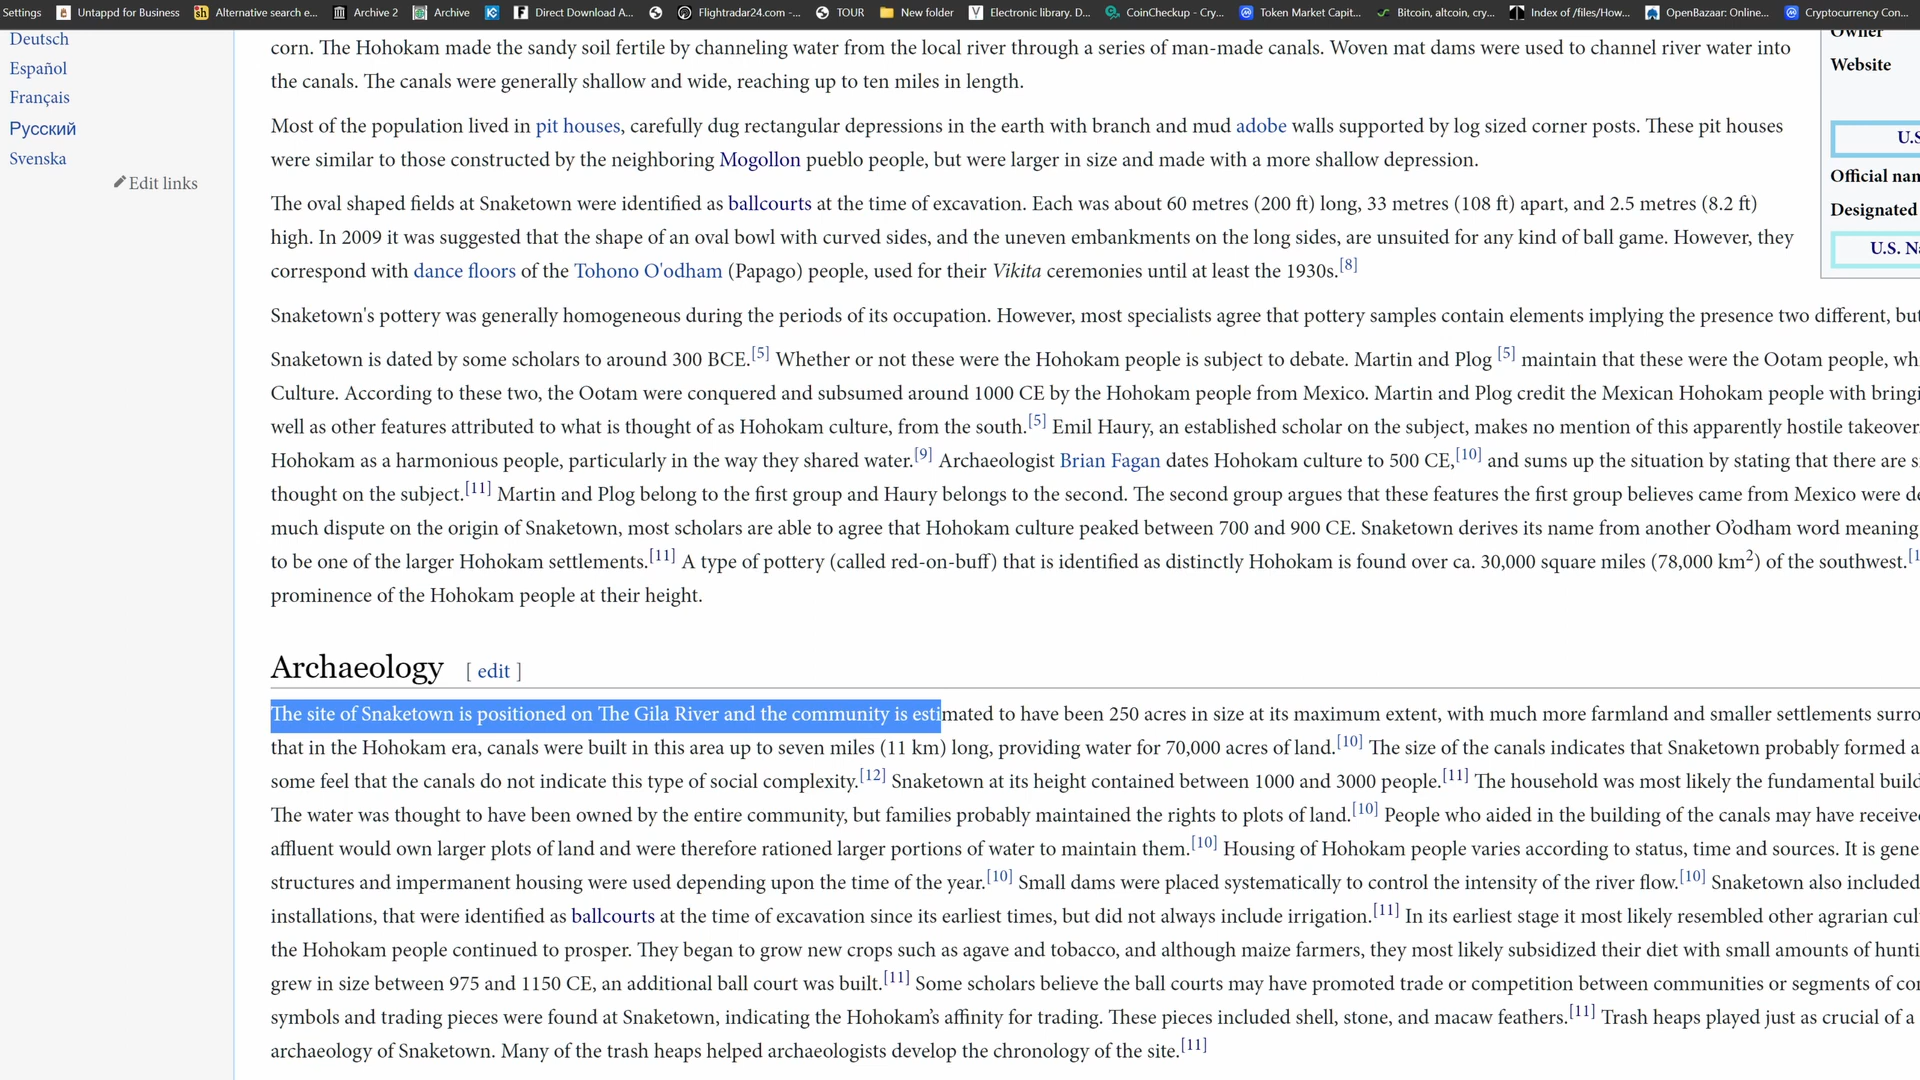 Settings Untappd for Business Alternative search e... Archive 2 Archive Direct Download A... Flightradar24.com -... TOUR New folder Electronic library. D... CoinCheckup - Cry... Token Market Capit... Bitcoin, altcoin, cry... Index of /files/How... OpenBazaar: Online... Cryptocurrency Con...
Deutsch
Español
Français
Русский
Svenska
Edit links
corn. The Hohokam made the sandy soil fertile by channeling water from the local river through a series of man-made canals. Woven mat dams were used to channel river water into
the canals. The canals were generally shallow and wide, reaching up to ten miles in length.
Most of the population lived in pit houses, carefully dug rectangular depressions in the earth with branch and mud adobe walls supported by log sized corner posts. These pit houses
were similar to those constructed by the neighboring Mogollon pueblo people, but were larger in size and made with a more shallow depression.
The oval shaped fields at Snaketown were identified as ballcourts at the time of excavation. Each was about 60 metres (200 ft) long, 33 metres (108 ft) apart, and 2.5 metres (8.2 ft)
high. In 2009 it was suggested that the shape of an oval bowl with curved sides, and the uneven embankments on the long sides, are unsuited for any kind of ball game. However, they
correspond with dance floors of the Tohono O'odham (Papago) people, used for their Vikita ceremonies until at least the 1930s.[8]
Snaketown's pottery was generally homogeneous during the periods of its occupation. However, most specialists agree that pottery samples contain elements implying the presence two different, but
Snaketown is dated by some scholars to around 300 BCE.[5] Whether or not these were the Hohokam people is subject to debate. Martin and Plog [5] maintain that these were the Ootam people, wh
Culture. According to these two, the Ootam were conquered and subsumed around 1000 CE by the Hohokam people from Mexico. Martin and Plog credit the Mexican Hohokam people with bringi
well as other features attributed to what is thought of as Hohokam culture, from the south.[5] Emil Haury, an established scholar on the subject, makes no mention of this apparently hostile takeover
Hohokam as a harmonious people, particularly in the way they shared water.[9] Archaeologist Brian Fagan dates Hohokam culture to 500 CE,[10] and sums up the situation by stating that there are s
thought on the subject.[11] Martin and Plog belong to the first group and Haury belongs to the second. The second group argues that these features the first group believes came from Mexico were de
much dispute on the origin of Snaketown, most scholars are able to agree that Hohokam culture peaked between 700 and 900 CE. Snaketown derives its name from another O'odham word meaning
to be one of the larger Hohokam settlements.[11] A type of pottery (called red-on-buff) that is identified as distinctly Hohokam is found over ca. 30,000 square miles (78,000 km2) of the southwest.[1
prominence of the Hohokam people at their height.
Owner
Website
U.S
Official nam
Designated
U.S. Na
Archaeology [ edit ]
The site of Snaketown is positioned on The Gila River and the community is estimated to have been 250 acres in size at its maximum extent, with much more farmland and smaller settlements surro
that in the Hohokam era, canals were built in this area up to seven miles (11 km) long, providing water for 70,000 acres of land.[10] The size of the canals indicates that Snaketown probably formed a
some feel that the canals do not indicate this type of social complexity.[12] Snaketown at its height contained between 1000 and 3000 people.[11] The household was most likely the fundamental build
The water was thought to have been owned by the entire community, but families probably maintained the rights to plots of land.[10] People who aided in the building of the canals may have receive
affluent would own larger plots of land and were therefore rationed larger portions of water to maintain them.[10] Housing of Hohokam people varies according to status, time and sources. It is gene
structures and impermanent housing were used depending upon the time of the year.[10] Small dams were placed systematically to control the intensity of the river flow.[10] Snaketown also included
installations, that were identified as ballcourts at the time of excavation since its earliest times, but did not always include irrigation.[11] In its earliest stage it most likely resembled other agrarian cul
the Hohokam people continued to prosper. They began to grow new crops such as agave and tobacco, and although maize farmers, they most likely subsidized their diet with small amounts of hunti
grew in size between 975 and 1150 CE, an additional ball court was built.[11] Some scholars believe the ball courts may have promoted trade or competition between communities or segments of con
symbols and trading pieces were found at Snaketown, indicating the Hohokam's affinity for trading. These pieces included shell, stone, and macaw feathers.[11] Trash heaps played just as crucial of a
archaeology of Snaketown. Many of the trash heaps helped archaeologists develop the chronology of the site.[11]